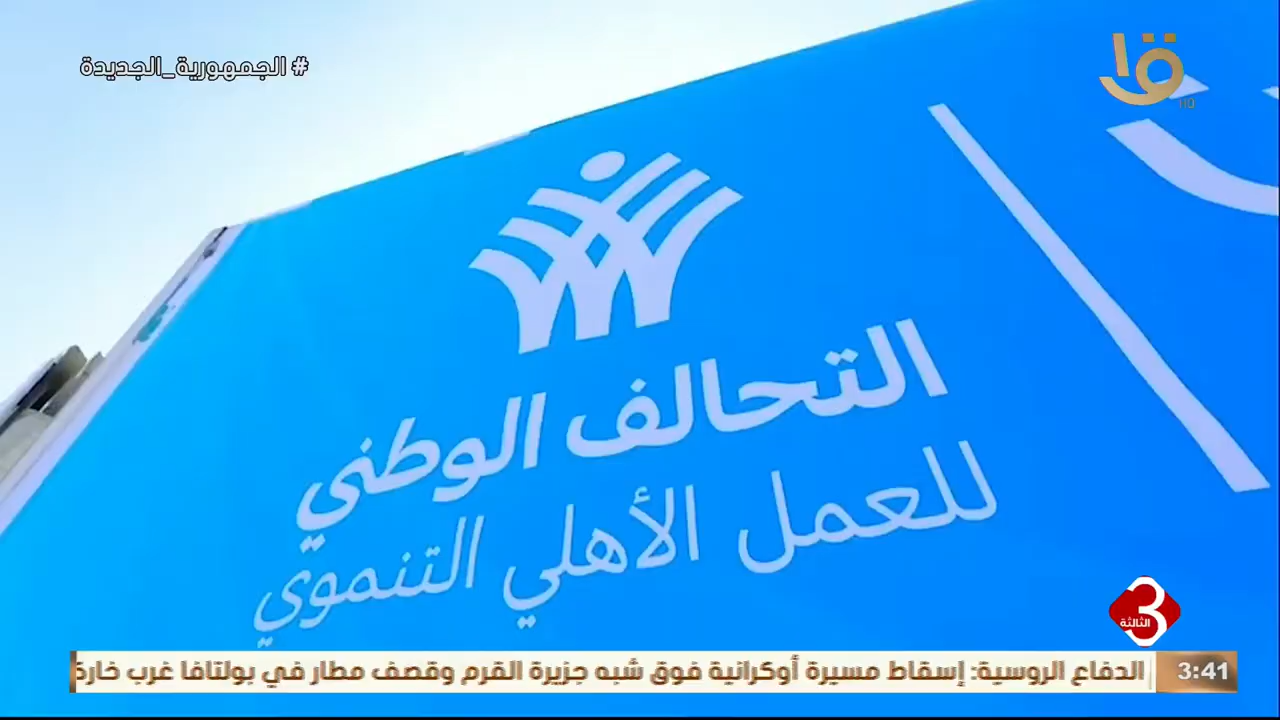 # الجمهورية_الجديدة
التحالف الوطني
للعمل الأهلي التنموي
3
الثالثة
3:41
الدفاع الروسية: إسقاط مسيرة أوكرانية فوق شبه جزيرة القرم وقصف مطار في بولتافا غرب